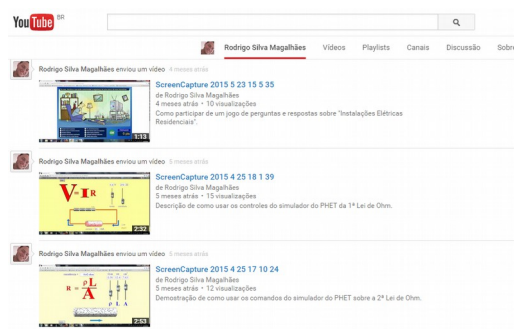 YouTube BR
Rodrigo Silva Magalhães Vídeos Playlists Canais Discussão Sobre
Rodrigo Silva Magalhães enviou um vídeo 4 meses atrás
ScreenCapture 2015 5 23 15 5 35
de Rodrigo Silva Magalhães
4 meses atrás • 10 visualizações
Como participar de um jogo de perguntas e respostas sobre "Instalações Elétricas
Residenciais".
1:13
Rodrigo Silva Magalhães enviou um vídeo 5 meses atrás
ScreenCapture 2015 4 25 18 1 39
de Rodrigo Silva Magalhães
5 meses atrás • 15 visualizações
Descrição de como usar os controles do simulador do PHET da 1ª Lei de Ohm.
V=IR
2:32
Rodrigo Silva Magalhães enviou um vídeo 5 meses atrás
ScreenCapture 2015 4 25 17 10 24
de Rodrigo Silva Magalhães
5 meses atrás • 12 visualizações
Demostração de como usar os comandos do simulador do PHET sobre a 2ª Lei de Ohm.
R = ρL/A
ρ L A
2:53